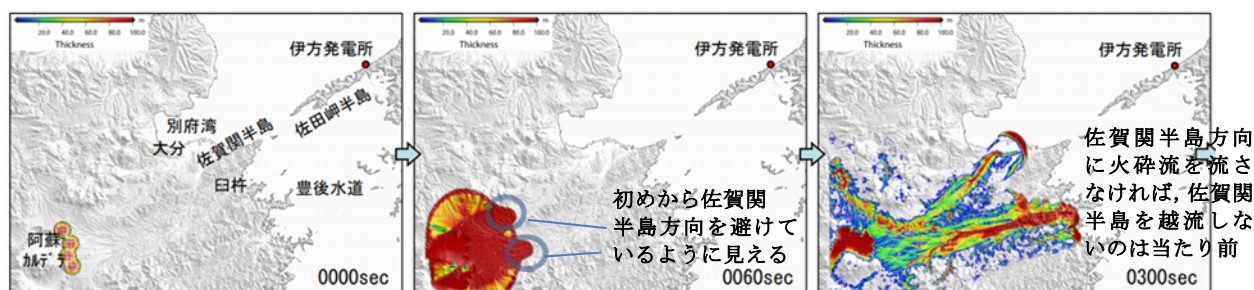 20.0 40.0 60.0 80.0 100.0 m
Thickness
伊方発電所
別府湾
大分
佐賀関半島
佐田岬半島
臼杵
豊後水道
阿蘇
ｶﾙﾃﾞﾗ
0000sec
20.0 40.0 60.0 80.0 100.0 m
Thickness
伊方発電所
初めから佐賀関
半島方向を避けて
いるように見える
0060sec
20.0 40.0 60.0 80.0 100.0 m
Thickness
伊方発電所
佐賀関半島方向
に火砕流を流さ
なければ，佐賀関
半島を越流しな
いのは当たり前
0300sec